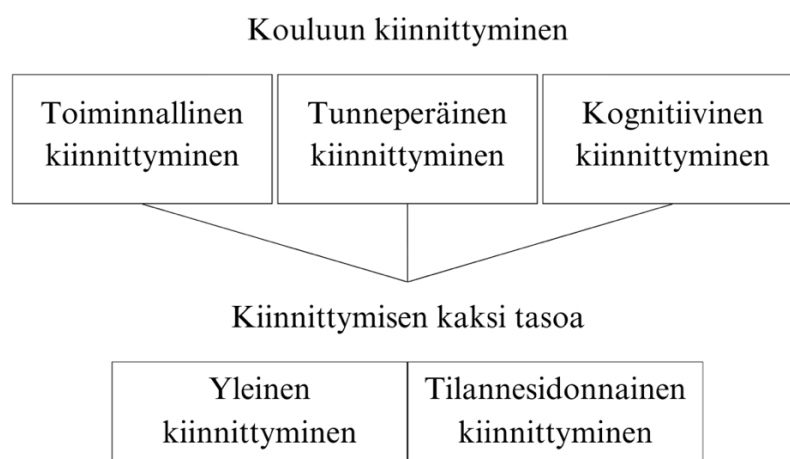 Kouluun kiinnittyminen
Toiminnallinen
kiinnittyminen
Tunneperäinen
kiinnittyminen
Kognitiivinen
kiinnittyminen
Kiinnittymisen kaksi tasoa
Yleinen
kiinnittyminen
Tilannesidonnainen
kiinnittyminen